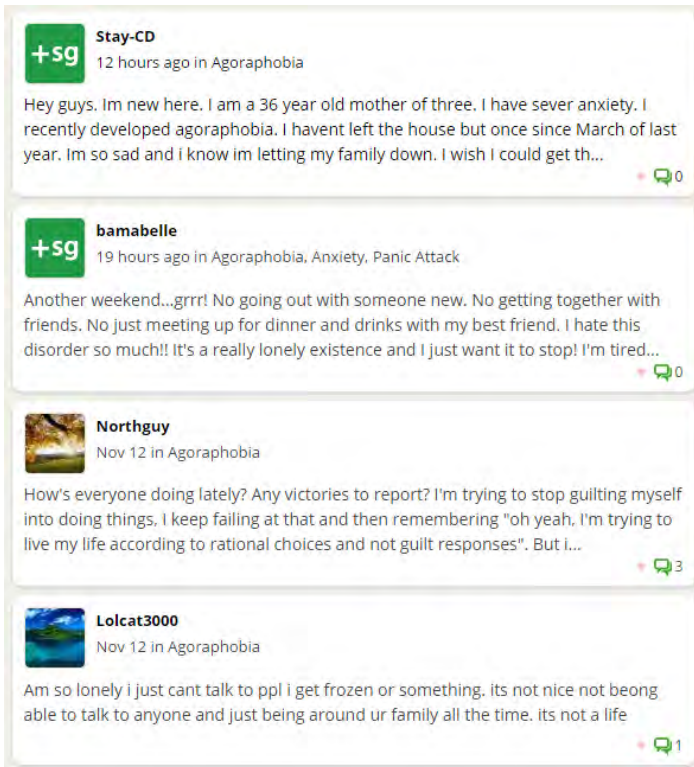 +sg
Stay-CD
12 hours ago in Agoraphobia
Hey guys. Im new here. I am a 36 year old mother of three. I have sever anxiety. I
recently developed agoraphobia. I havent left the house but once since March of last
year. Im so sad and i know im letting my family down. I wish I could get th...
0
+sg
bamabelle
19 hours ago in Agoraphobia, Anxiety, Panic Attack
Another weekend...grrr! No going out with someone new. No getting together with
friends. No just meeting up for dinner and drinks with my best friend. I hate this
disorder so much!! It's a really lonely existence and I just want it to stop! I'm tired...
0
Northguy
Nov 12 in Agoraphobia
How's everyone doing lately? Any victories to report? I'm trying to stop guilting myself
into doing things, I keep failing at that and then remembering "oh yeah, I'm trying to
live my life according to rational choices and not guilt responses". But i...
3
Lolcat3000
Nov 12 in Agoraphobia
Am so lonely i just cant talk to ppl i get frozen or something. its not nice not beong
able to talk to anyone and just being around ur family all the time. its not a life
1